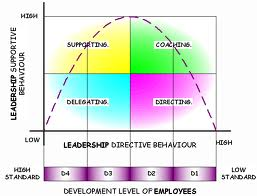 HIGH
SUPPORTING.
COACHING.
LEADERSHIP SUPPORTIVE
BEHAVIOUR
DELEGATING.
DIRECTING.
LOW
LEADERSHIP DIRECTIVE BEHAVIOUR
HIGH
HIGH
STANDARD
D4
D3
D2
D1
LOW
STANDARD
DEVELOPMENT LEVEL OF EMPLOYEES